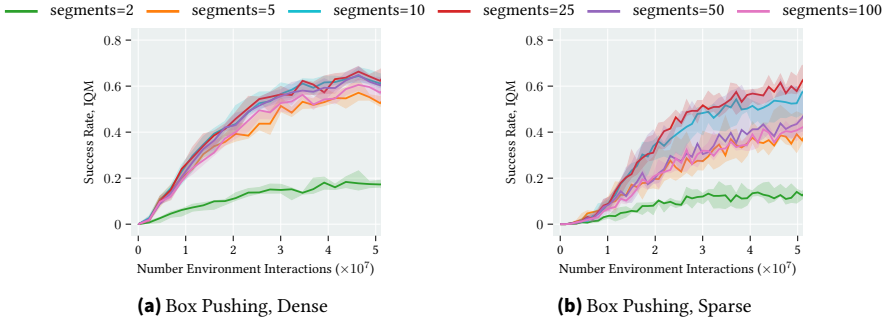 segments=2 segments=5 segments=10 segments=25 segments=50 segments=100
Success Rate, IQM
0.8
0.6
0.4
0.2
0
0 1 2 3 4 5
Number Environment Interactions (×10⁷)
(a) Box Pushing, Dense
Success Rate, IQM
0.8
0.6
0.4
0.2
0
0 1 2 3 4 5
Number Environment Interactions (×10⁷)
(b) Box Pushing, Sparse